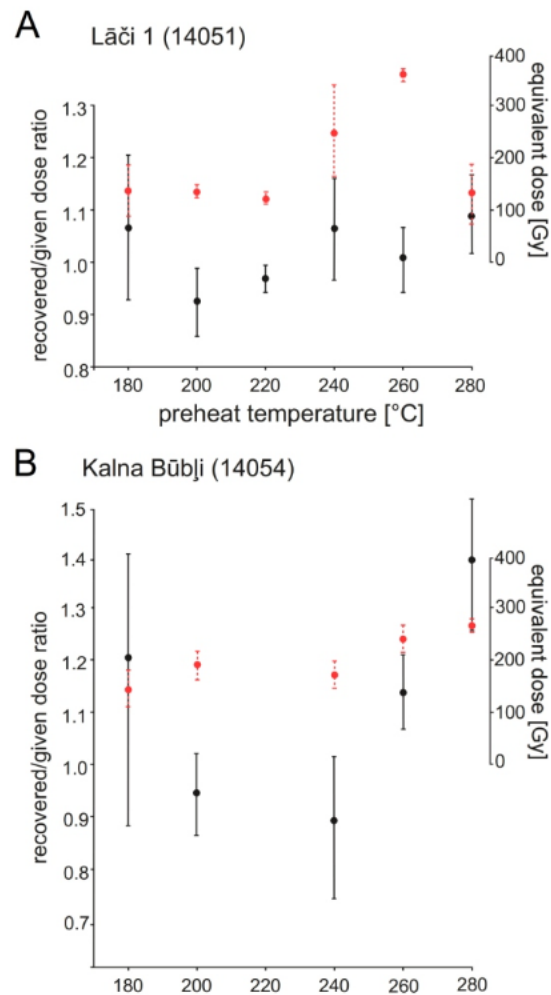 A
Lāči 1 (14051)
recovered/given dose ratio
1.3
1.2
1.1
1.0
0.9
0.8
400
300
200
100
0
equivalent dose [Gy]
180 200 220 240 260 280
preheat temperature [°C]
B
Kalna Būbļi (14054)
recovered/given dose ratio
1.5
1.4
1.3
1.2
1.1
1.0
0.9
0.8
0.7
400
300
200
100
0
equivalent dose [Gy]
180 200 220 240 260 280